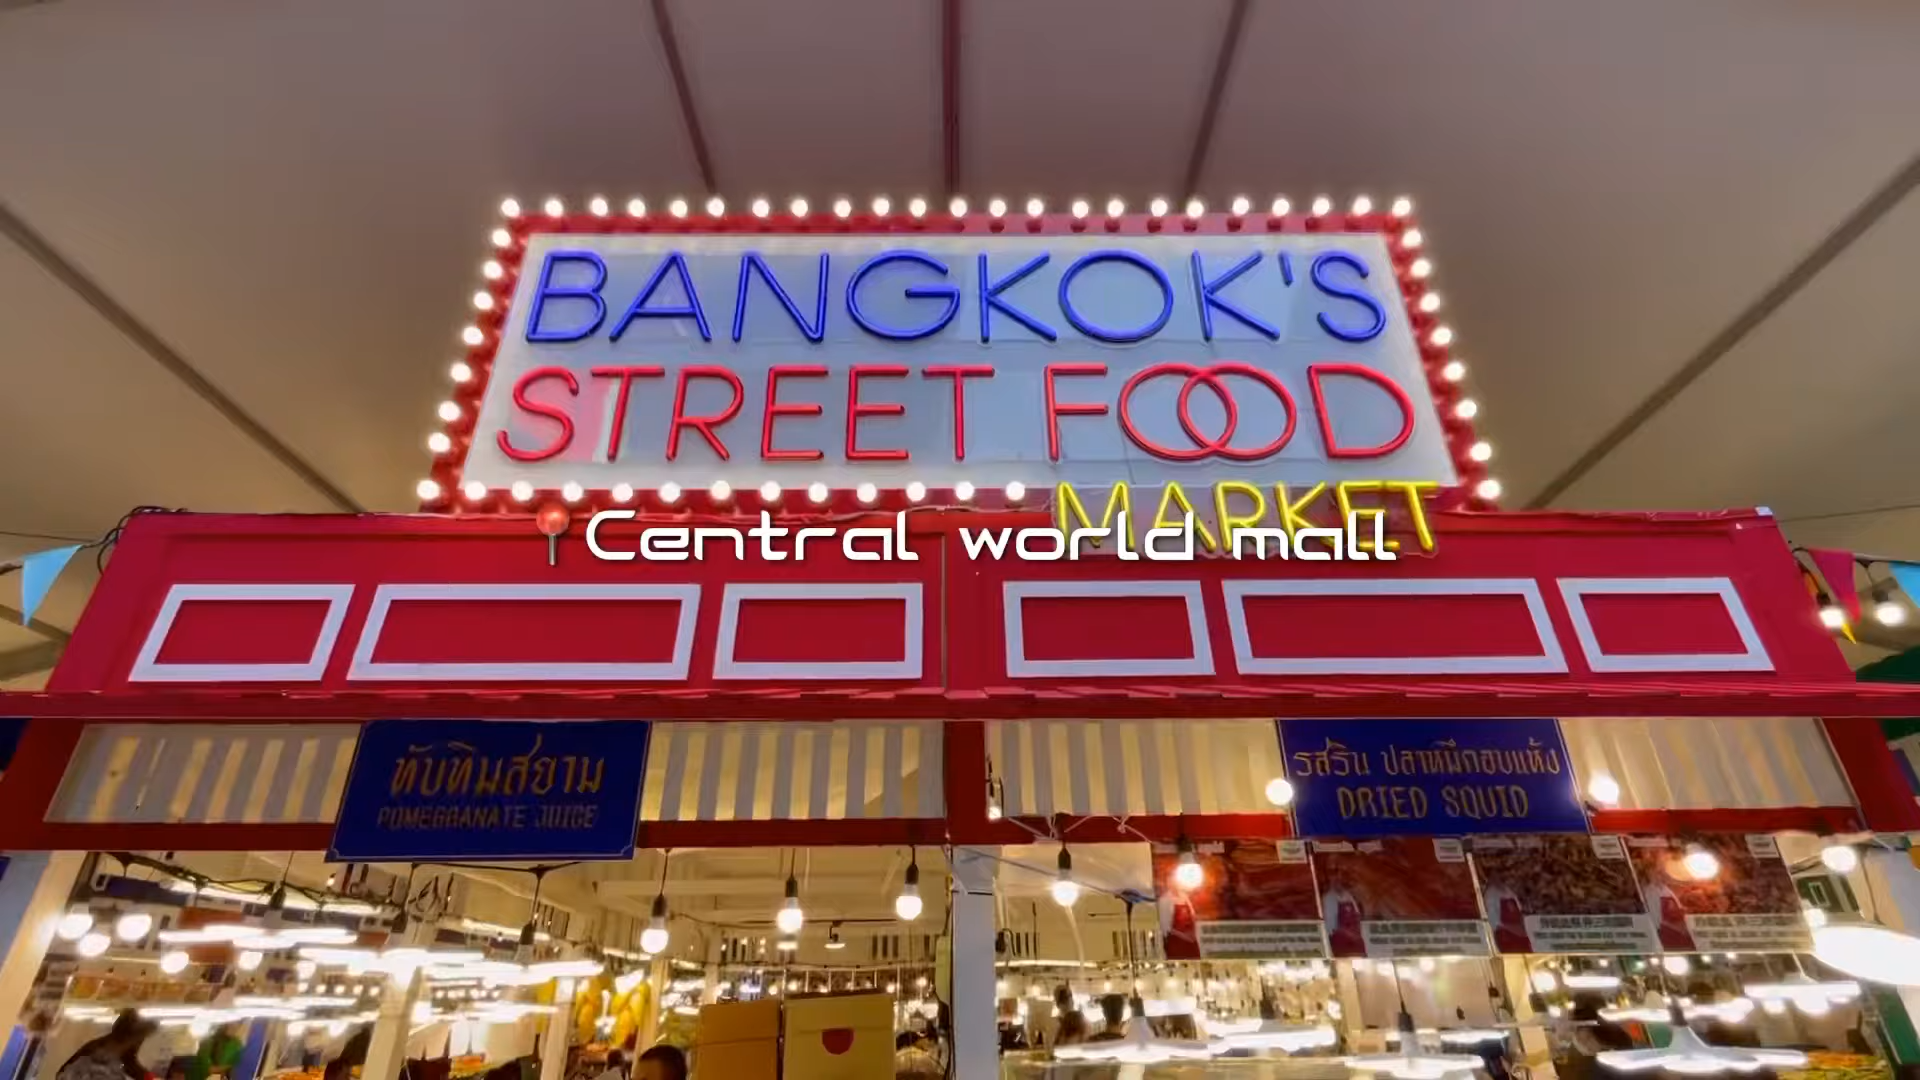 BANGKOK'S
STREET FOOD
MARKET
📍Central world mall
ทับทิมสยาม
POMEGRANATE JUICE
รสริน ปลาหมึกอบแห้ง
DRIED SQUID